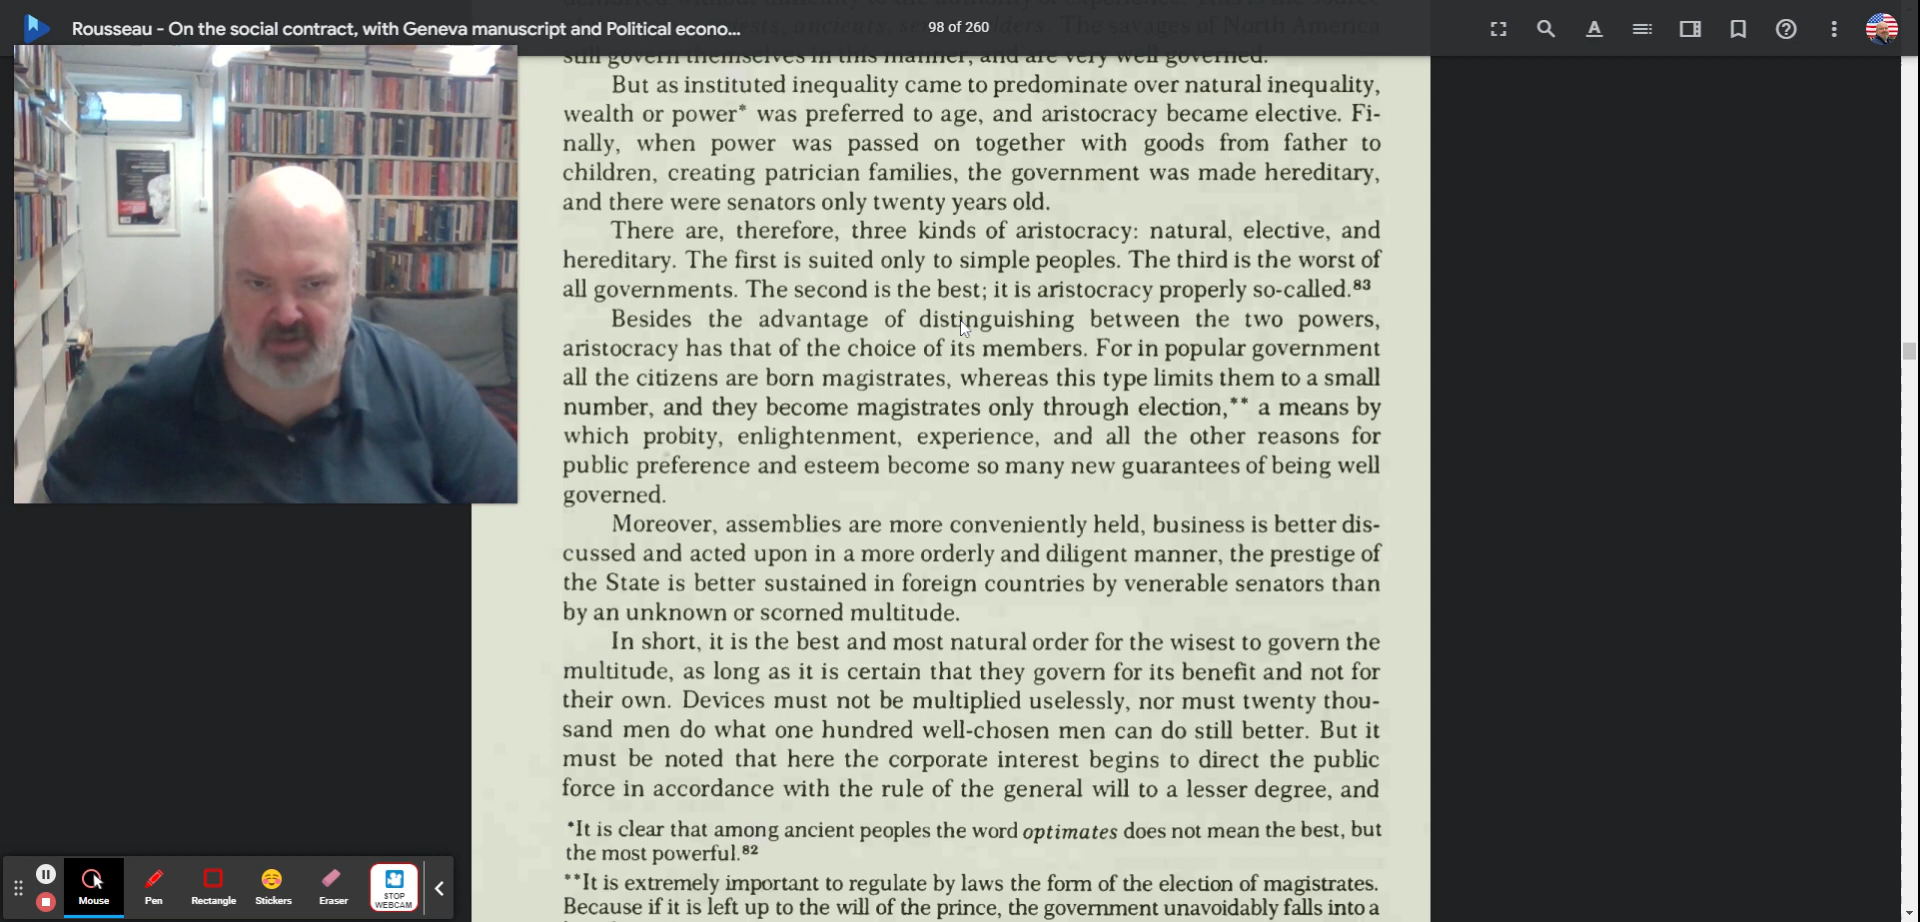 Rousseau - On the social contract, with Geneva manuscript and Political econo...
98 of 260
The savages of North America
still govern themselves in this manner, and are very well governed.
But as instituted inequality came to predominate over natural inequality,
wealth or power* was preferred to age, and aristocracy became elective. Fi-
nally, when power was passed on together with goods from father to
children, creating patrician families, the government was made hereditary,
and there were senators only twenty years old.
There are, therefore, three kinds of aristocracy: natural, elective, and
hereditary. The first is suited only to simple peoples. The third is the worst of
all governments. The second is the best; it is aristocracy properly so-called.83
Besides the advantage of distinguishing between the two powers,
aristocracy has that of the choice of its members. For in popular government
all the citizens are born magistrates, whereas this type limits them to a small
number, and they become magistrates only through election,** a means by
which probity, enlightenment, experience, and all the other reasons for
public preference and esteem become so many new guarantees of being well
governed.
Moreover, assemblies are more conveniently held, business is better dis-
cussed and acted upon in a more orderly and diligent manner, the prestige of
the State is better sustained in foreign countries by venerable senators than
by an unknown or scorned multitude.
In short, it is the best and most natural order for the wisest to govern the
multitude, as long as it is certain that they govern for its benefit and not for
their own. Devices must not be multiplied uselessly, nor must twenty thou-
sand men do what one hundred well-chosen men can do still better. But it
must be noted that here the corporate interest begins to direct the public
force in accordance with the rule of the general will to a lesser degree, and
*It is clear that among ancient peoples the word optimates does not mean the best, but
the most powerful.82
**It is extremely important to regulate by laws the form of the election of magistrates.
Because if it is left up to the will of the prince, the government unavoidably falls into a
Mouse
Pen
Rectangle
Stickers
Eraser
STOP
WEBCAM